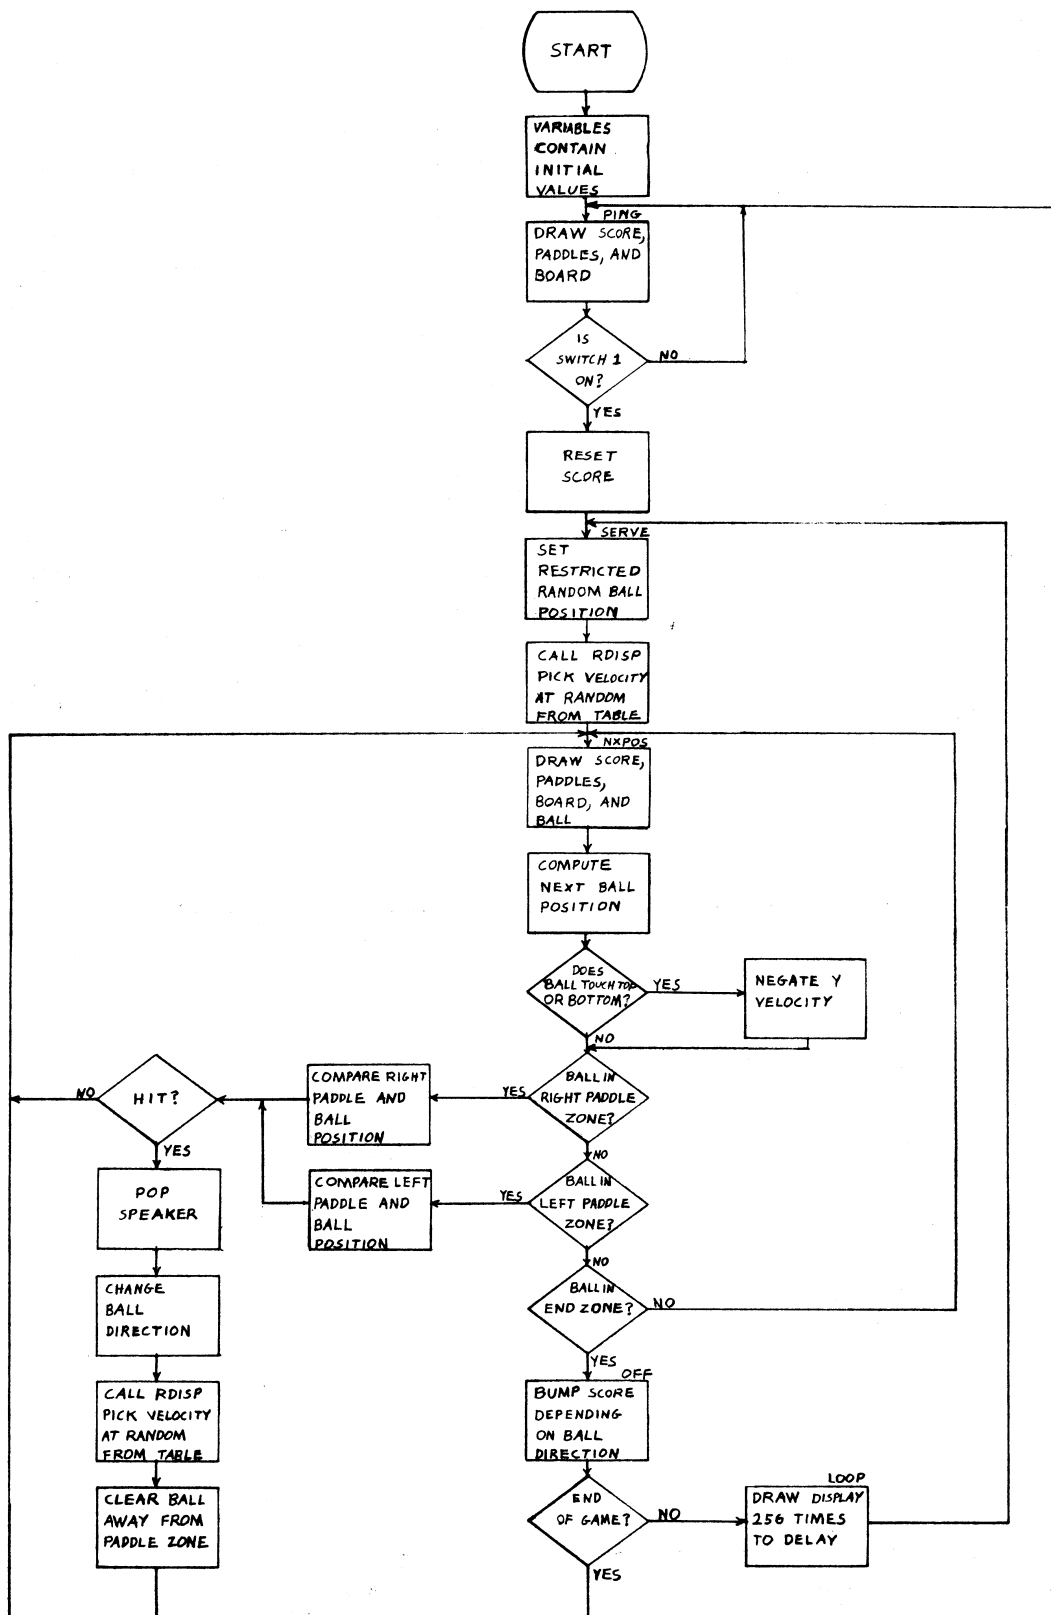 START
VARIABLES
CONTAIN
INITIAL
VALUES
PING
DRAW SCORE,
PADDLES, AND
BOARD
IS
SWITCH 1
ON?
NO
YES
RESET
SCORE
SERVE
SET
RESTRICTED
RANDOM BALL
POSITION
CALL RDISP
PICK VELOCITY
AT RANDOM
FROM TABLE
NXPOS
DRAW SCORE,
PADDLES,
BOARD, AND
BALL
COMPUTE
NEXT BALL
POSITION
DOES
BALL TOUCH TOP
OR BOTTOM?
YES
NEGATE Y
VELOCITY
NO
BALL IN
RIGHT PADDLE
ZONE?
YES
COMPARE RIGHT
PADDLE AND
BALL
POSITION
HIT?
NO
YES
NO
BALL IN
LEFT PADDLE
ZONE?
YES
COMPARE LEFT
PADDLE AND
BALL
POSITION
POP
SPEAKER
NO
BALL IN
END ZONE?
NO
CHANGE
BALL
DIRECTION
YES
OFF
BUMP SCORE
DEPENDING
ON BALL
DIRECTION
CALL RDISP
PICK VELOCITY
AT RANDOM
FROM TABLE
END
OF GAME?
NO
LOOP
DRAW DISPLAY
256 TIMES
TO DELAY
CLEAR BALL
AWAY FROM
PADDLE ZONE
YES